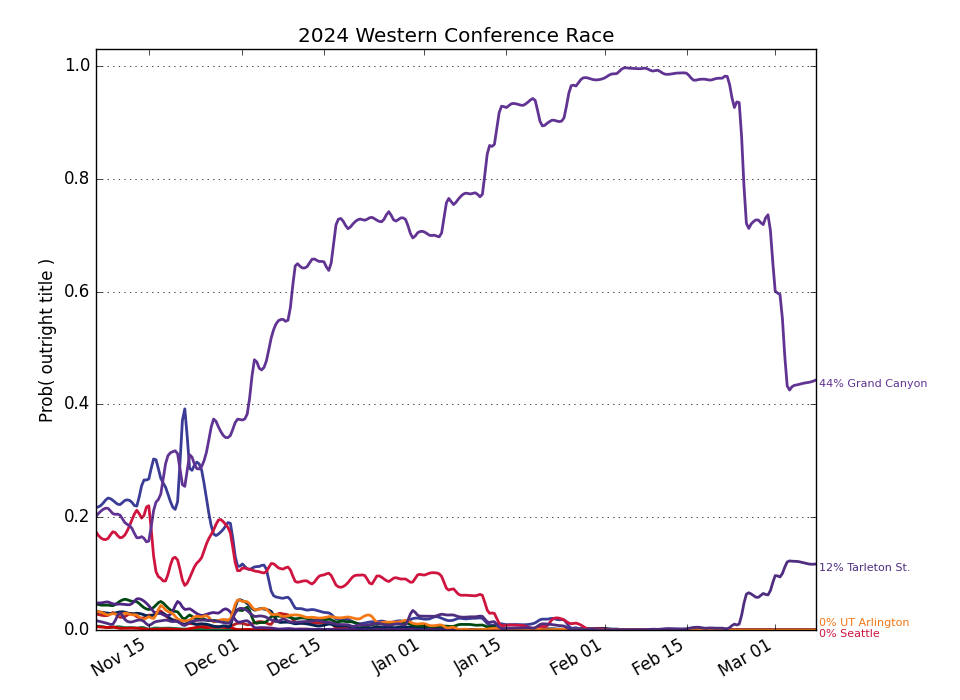 2024 Western Conference Race
Prob( outright title )
1.0
0.8
0.6
0.4
0.2
0.0
44% Grand Canyon
12% Tarleton St.
0% UT Arlington
0% Seattle
Nov 15
Dec 01
Dec 15
Jan 01
Jan 15
Feb 01
Feb 15
Mar 01